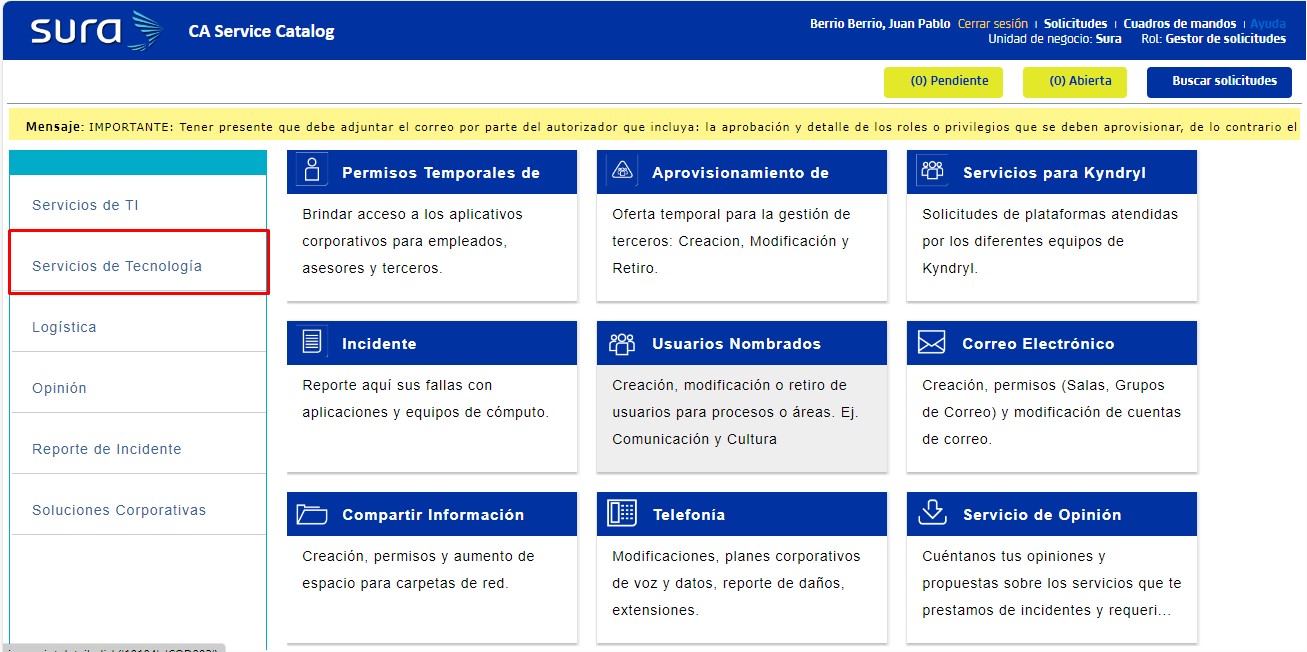 sura
CA Service Catalog
Berrio Berrio, Juan Pablo Cerrar sesión Solicitudes Cuadros de mandos Ayuda
Unidad de negocio: Sura Rol: Gestor de solicitudes
(0) Pendiente (0) Abierta Buscar solicitudes
Mensaje: IMPORTANTE: Tener presente que debe adjuntar el correo por parte del autorizador que incluya: la aprobación y detalle de los roles o privilegios que se deben aprovisionar, de lo contrario el
Servicios de TI
Servicios de Tecnología
Logística
Opinión
Reporte de Incidente
Soluciones Corporativas
Permisos Temporales de
Brindar acceso a los aplicativos
corporativos para empleados,
asesores y terceros.
Aprovisionamiento de
Oferta temporal para la gestión de
terceros: Creacion, Modificación y
Retiro.
Servicios para Kyndryl
Solicitudes de plataformas atendidas
por los diferentes equipos de
Kyndryl.
Incidente
Reporte aquí sus fallas con
aplicaciones y equipos de cómputo.
Usuarios Nombrados
Creación, modificación o retiro de
usuarios para procesos o áreas. Ej.
Comunicación y Cultura
Correo Electrónico
Creación, permisos (Salas, Grupos
de Correo) y modificación de cuentas
de correo.
Compartir Información
Creación, permisos y aumento de
espacio para carpetas de red.
Telefonía
Modificaciones, planes corporativos
de voz y datos, reporte de daños,
extensiones.
Servicio de Opinión
Cuéntanos tus opiniones y
propuestas sobre los servicios que te
prestamos de incidentes y requeri...